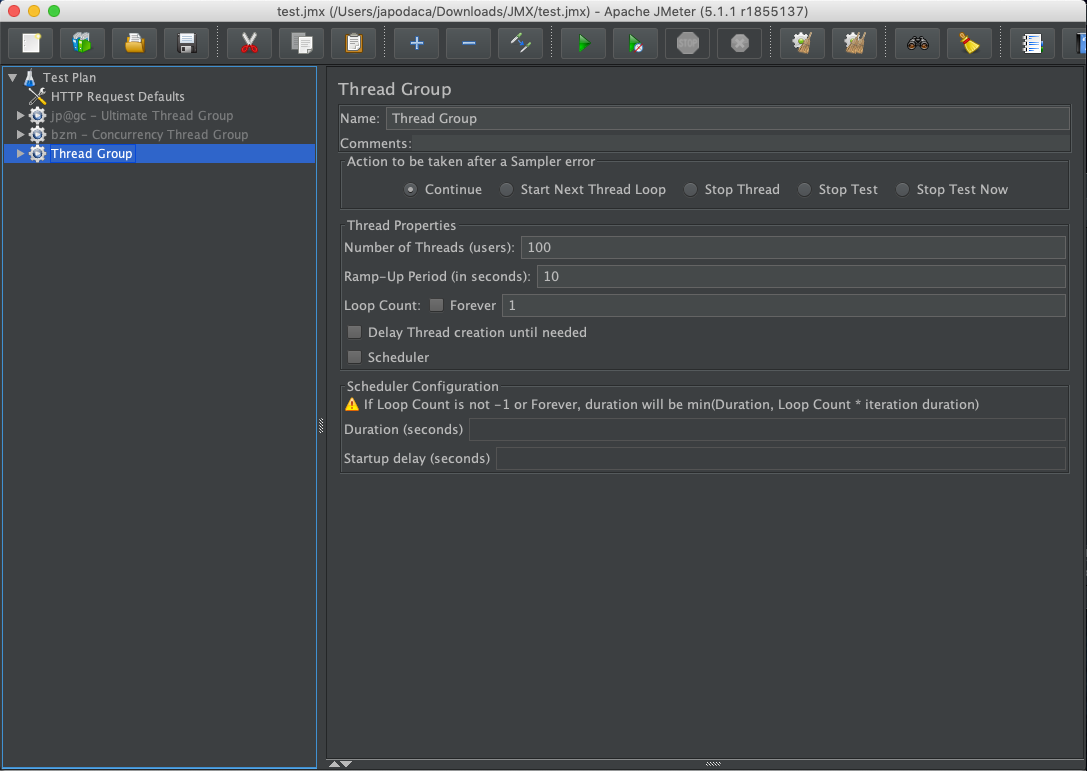 test.jmx (/Users/japodaca/Downloads/JMX/test.jmx) - Apache JMeter (5.1.1 r1855137)
STOP
Test Plan
HTTP Request Defaults
jp@gc - Ultimate Thread Group
bzm - Concurrency Thread Group
Thread Group
Thread Group
Name: Thread Group
Comments:
Action to be taken after a Sampler error
Continue Start Next Thread Loop Stop Thread Stop Test Stop Test Now
Thread Properties
Number of Threads (users): 100
Ramp-Up Period (in seconds): 10
Loop Count: Forever 1
Delay Thread creation until needed
Scheduler
Scheduler Configuration
If Loop Count is not -1 or Forever, duration will be min(Duration, Loop Count * iteration duration)
Duration (seconds)
Startup delay (seconds)